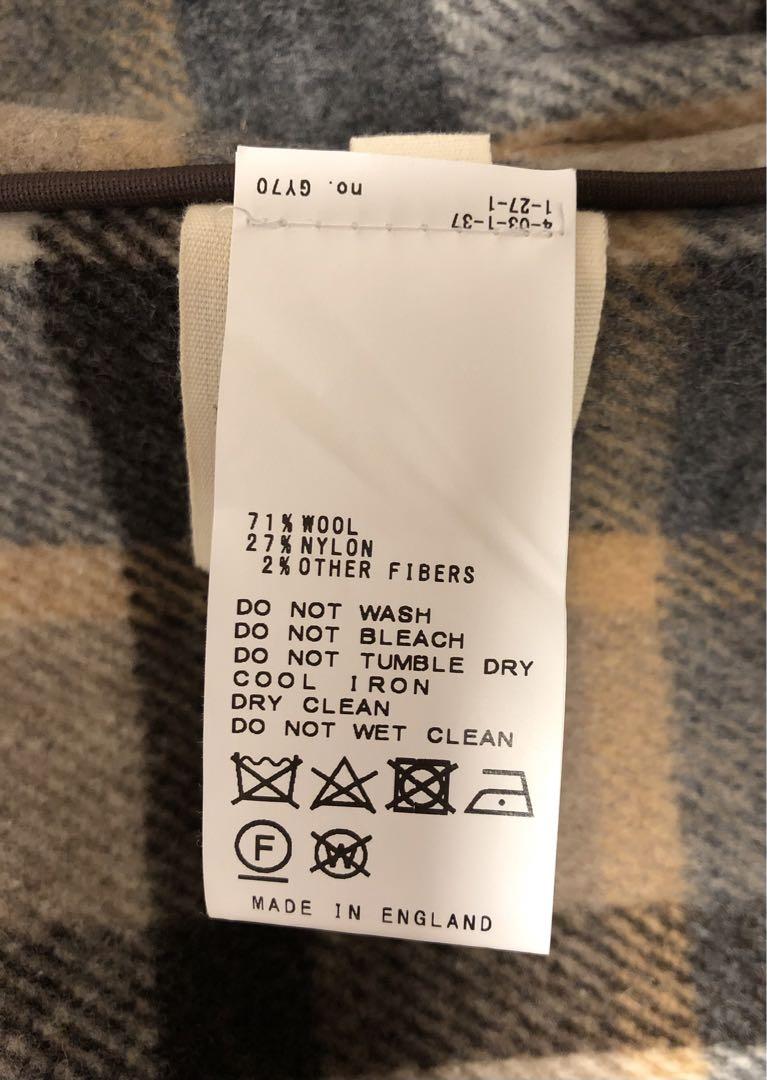 no. GY70
4-03-1-37
1-27-1
71% WOOL
27% NYLON
2% OTHER FIBERS
DO NOT WASH
DO NOT BLEACH
DO NOT TUMBLE DRY
COOL IRON
DRY CLEAN
DO NOT WET CLEAN
F W
MADE IN ENGLAND